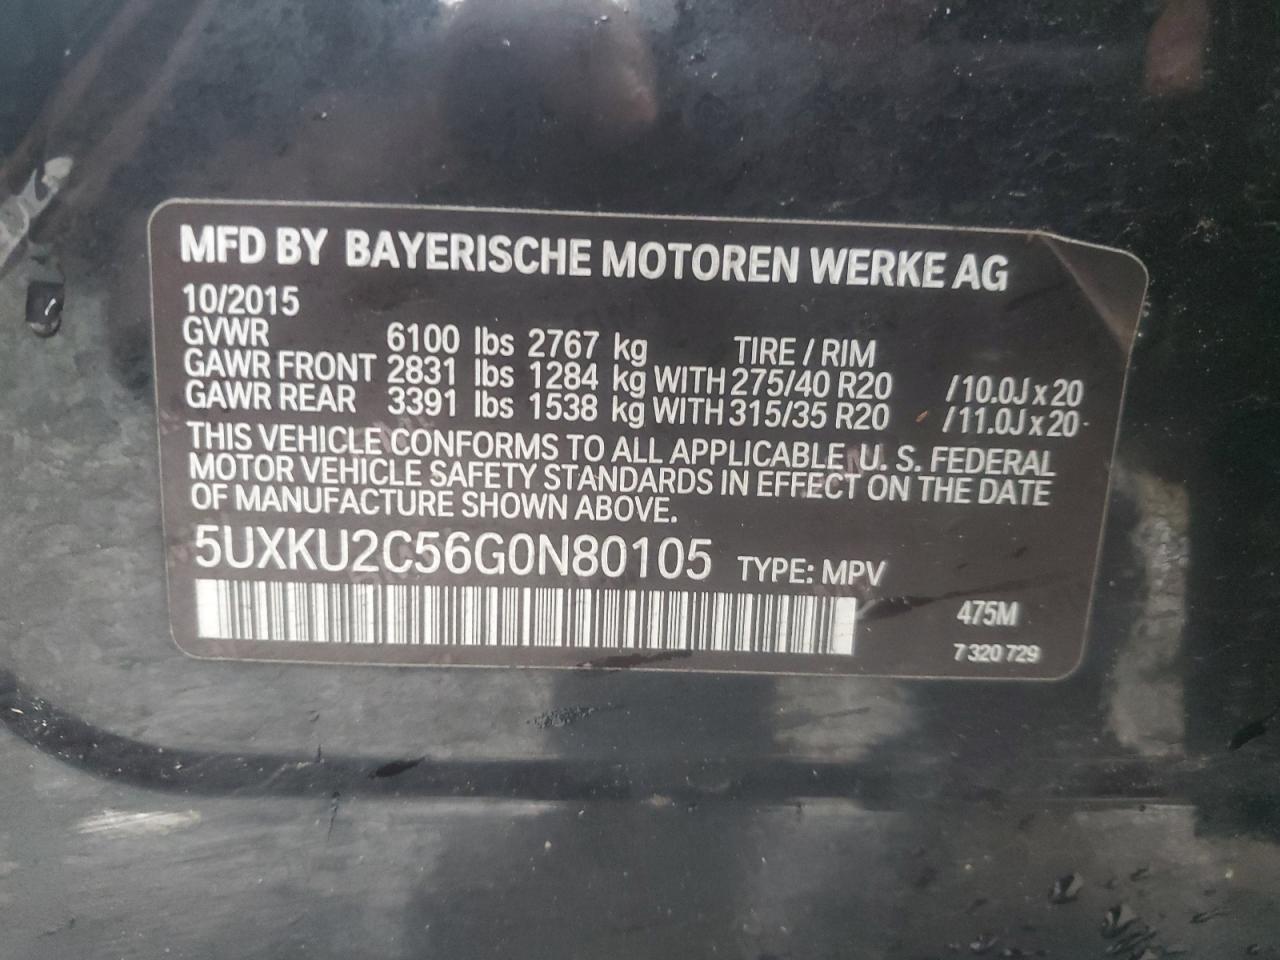 MFD BY BAYERISCHE MOTOREN WERKE AG
10/2015
GVWR 6100 lbs 2767 kg TIRE / RIM
GAWR FRONT 2831 lbs 1284 kg WITH 275/40 R20 /10.0J x 20
GAWR REAR 3391 lbs 1538 kg WITH 315/35 R20 /11.0J x 20
THIS VEHICLE CONFORMS TO ALL APPLICABLE U. S. FEDERAL
MOTOR VEHICLE SAFETY STANDARDS IN EFFECT ON THE DATE
OF MANUFACTURE SHOWN ABOVE.
5UXKU2C56G0N80105 TYPE: MPV
475M
7 320 729